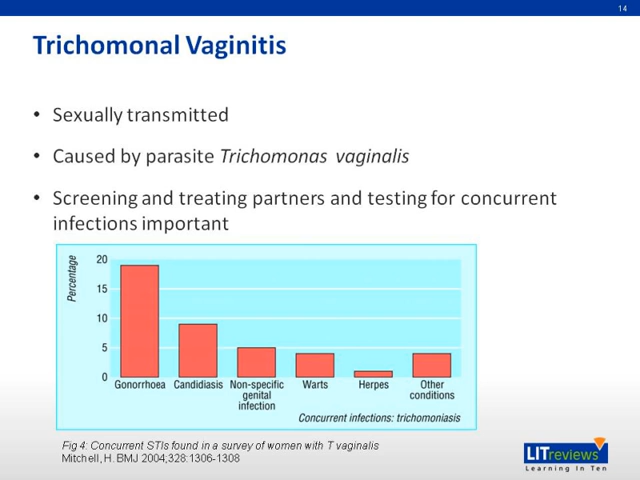 14
Trichomonal Vaginitis
• Sexually transmitted
• Caused by parasite Trichomonas vaginalis
• Screening and treating partners and testing for concurrent
infections important
Percentage
20
15
10
5
0
Gonorrhoea Candidiasis Non-specific genital infection Warts Herpes Other conditions
Concurrent infections: trichomoniasis
Fig 4: Concurrent STIs found in a survey of women with T vaginalis
Mitchell, H. BMJ 2004;328:1306-1308
LITreviews
Learning In Ten